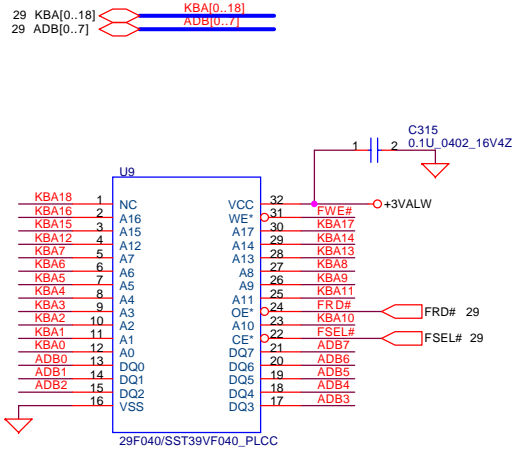 29 KBA[0..18] KBA[0..18]
29 ADB[0..7] ADB[0..7]
C315
1 2 0.1U_0402_16V4Z
U9
+3VALW
KBA18 1 NC VCC 32
KBA16 2 A16 WE* 31 FWE#
KBA15 3 A15 A17 30 KBA17
KBA12 4 A12 A14 29 KBA14
KBA7 5 A7 A13 28 KBA13
KBA6 6 A6 A8 27 KBA8
KBA5 7 A5 A9 26 KBA9
KBA4 8 A4 A11 25 KBA11
KBA3 9 A3 OE* 24 FRD# FRD# 29
KBA2 10 A2 A10 23 KBA10
KBA1 11 A1 CE* 22 FSEL# FSEL# 29
KBA0 12 A0 DQ7 21 ADB7
ADB0 13 DQ0 DQ6 20 ADB6
ADB1 14 DQ1 DQ5 19 ADB5
ADB2 15 DQ2 DQ4 18 ADB4
16 VSS DQ3 17 ADB3
29F040/SST39VF040_PLCC